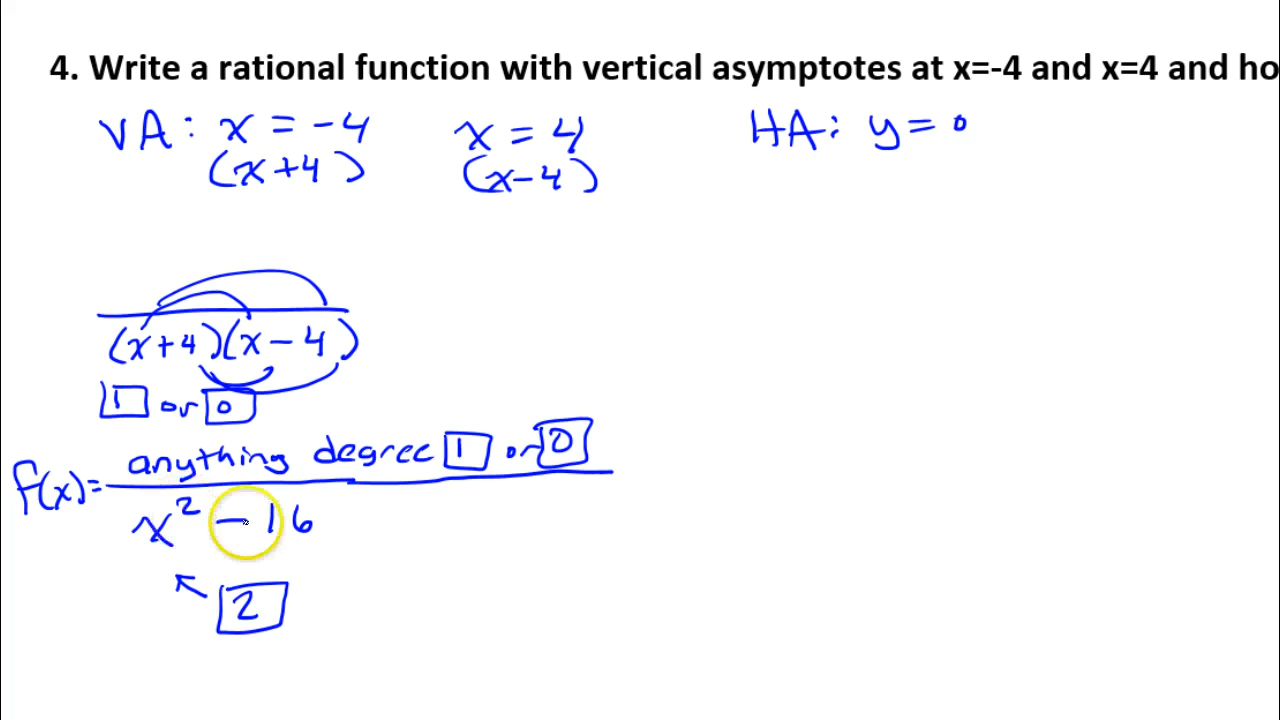 4. Write a rational function with vertical asymptotes at x=-4 and x=4 and ho
VA: x = -4 x = 4 HA: y = 0
(x+4) (x-4)
(x+4)(x-4)
1 or 0
f(x)= anything degree 1 or 0
x² - 16
2